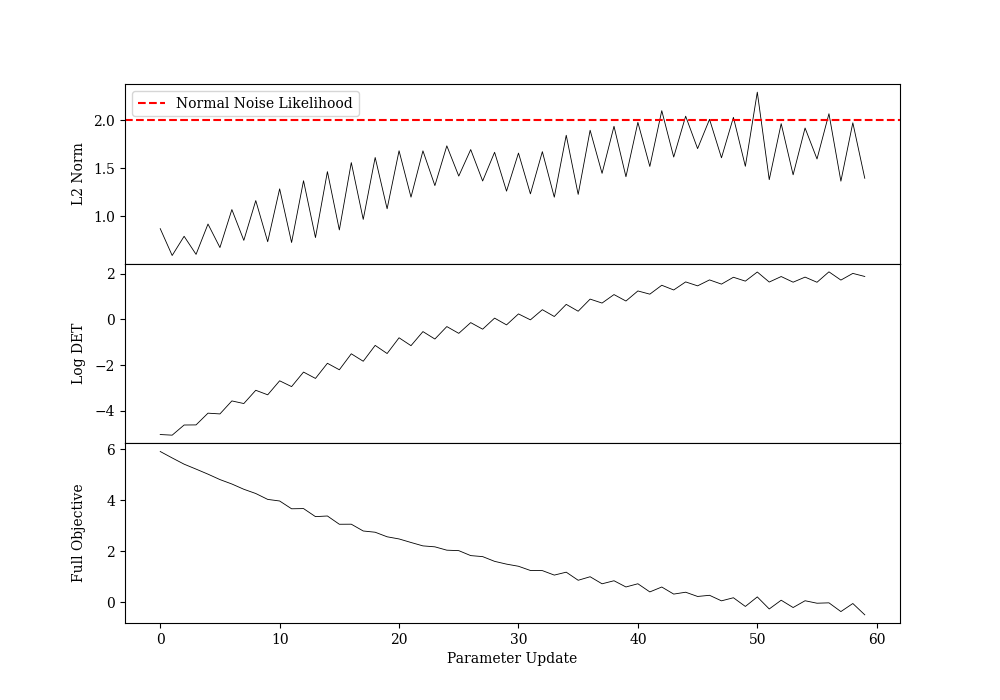 Normal Noise Likelihood
2.0
1.5
1.0
L2 Norm
2
0
−2
−4
Log DET
6
4
2
0
Full Objective
0 10 20 30 40 50 60
Parameter Update